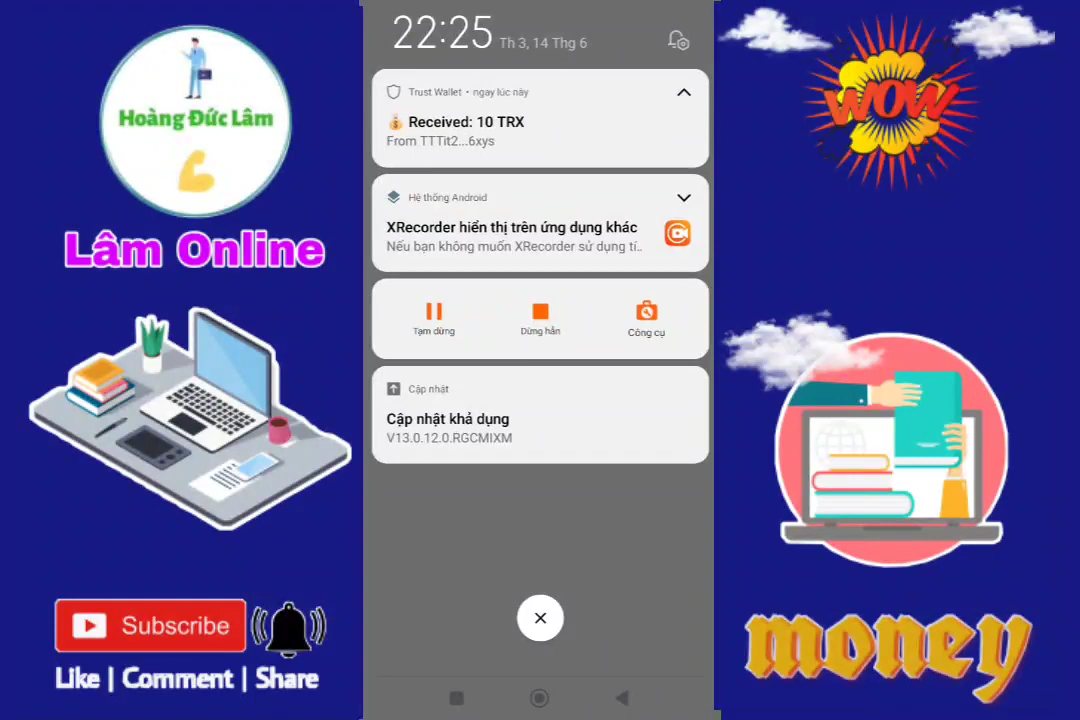 Hoàng Đức Lâm
Lâm Online
Subscribe
Like | Comment | Share
22:25 Th 3, 14 Thg 6
Trust Wallet • ngay lúc này
Received: 10 TRX
From TTTit2...6xys
Hệ thống Android
XRecorder hiển thị trên ứng dụng khác
Nếu bạn không muốn XRecorder sử dụng tí..
Tạm dừng
Dừng hẳn
Công cụ
Cập nhật
Cập nhật khả dụng
V13.0.12.0.RGCMIXM
WOW
money